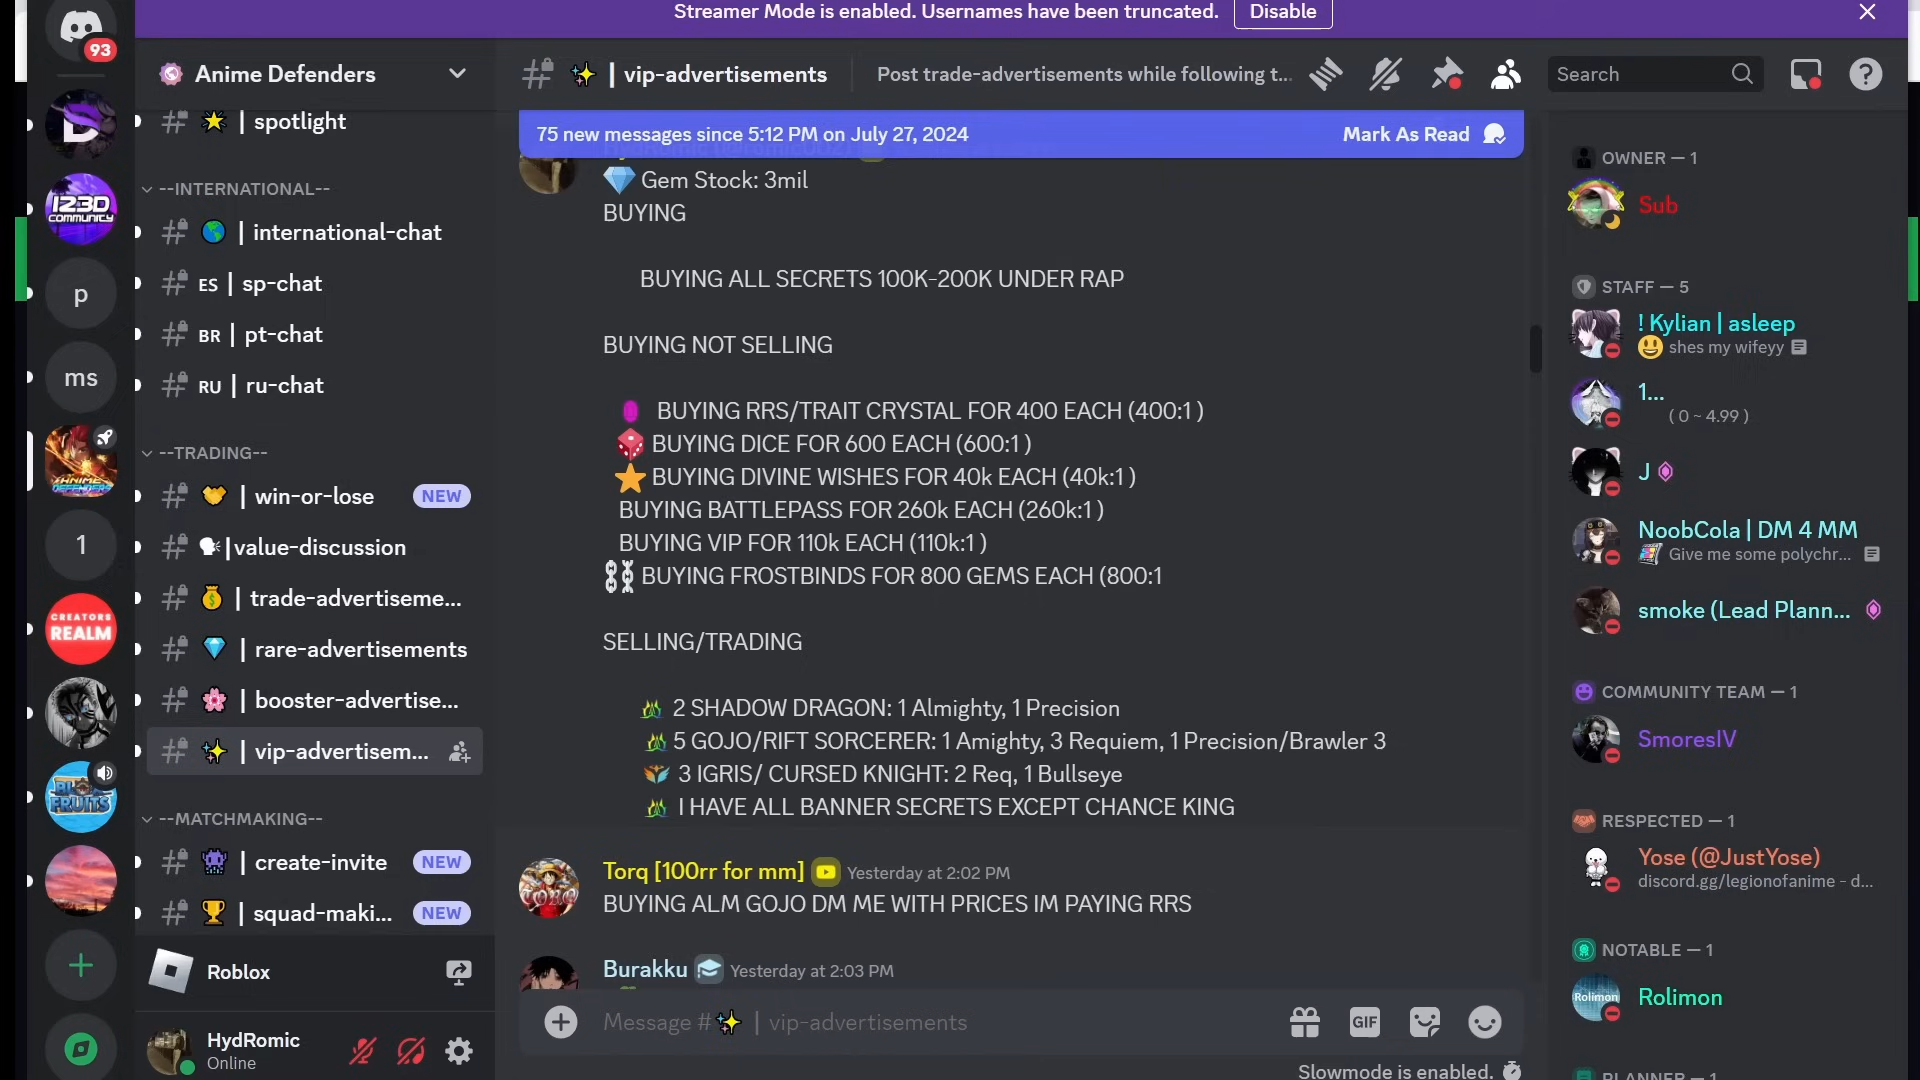 Streamer Mode is enabled. Usernames have been truncated.
Disable
93
Anime Defenders
| spotlight
--INTERNATIONAL--
| international-chat
ES | sp-chat
BR | pt-chat
RU | ru-chat
--TRADING--
| win-or-lose
NEW
|value-discussion
| trade-advertiseme...
| rare-advertisements
| booster-advertise...
| vip-advertisem...
--MATCHMAKING--
| create-invite
NEW
| squad-maki...
NEW
Roblox
HydRomic
Online
D
123D
COMMUNITY
p
ms
ANIME
DEFENDERS
1
CREATORS
REALM
BLOX
FRUITS
| vip-advertisements
Post trade-advertisements while following t...
75 new messages since 5:12 PM on July 27, 2024
Mark As Read
Gem Stock: 3mil
BUYING
BUYING ALL SECRETS 100K-200K UNDER RAP
BUYING NOT SELLING
BUYING RRS/TRAIT CRYSTAL FOR 400 EACH (400:1 )
BUYING DICE FOR 600 EACH (600:1 )
BUYING DIVINE WISHES FOR 40k EACH (40k:1 )
BUYING BATTLEPASS FOR 260k EACH (260k:1 )
BUYING VIP FOR 110k EACH (110k:1 )
BUYING FROSTBINDS FOR 800 GEMS EACH (800:1
SELLING/TRADING
2 SHADOW DRAGON: 1 Almighty, 1 Precision
5 GOJO/RIFT SORCERER: 1 Amighty, 3 Requiem, 1 Precision/Brawler 3
3 IGRIS/ CURSED KNIGHT: 2 Req, 1 Bullseye
I HAVE ALL BANNER SECRETS EXCEPT CHANCE KING
Torq [100rr for mm] Yesterday at 2:02 PM
BUYING ALM GOJO DM ME WITH PRICES IM PAYING RRS
Burakku Yesterday at 2:03 PM
Message # | vip-advertisements
GIF
Slowmode is enabled.
Search
OWNER — 1
Sub
STAFF — 5
! Kylian | asleep
shes my wifeyy
1...
( 0 ~ 4.99 )
J
NoobCola | DM 4 MM
Give me some polychr...
smoke (Lead Plann...
COMMUNITY TEAM — 1
SmoresIV
RESPECTED — 1
Yose (@JustYose)
discord.gg/legionofanime - d...
NOTABLE — 1
Rolimon
Rolimon
PLANNER — 1